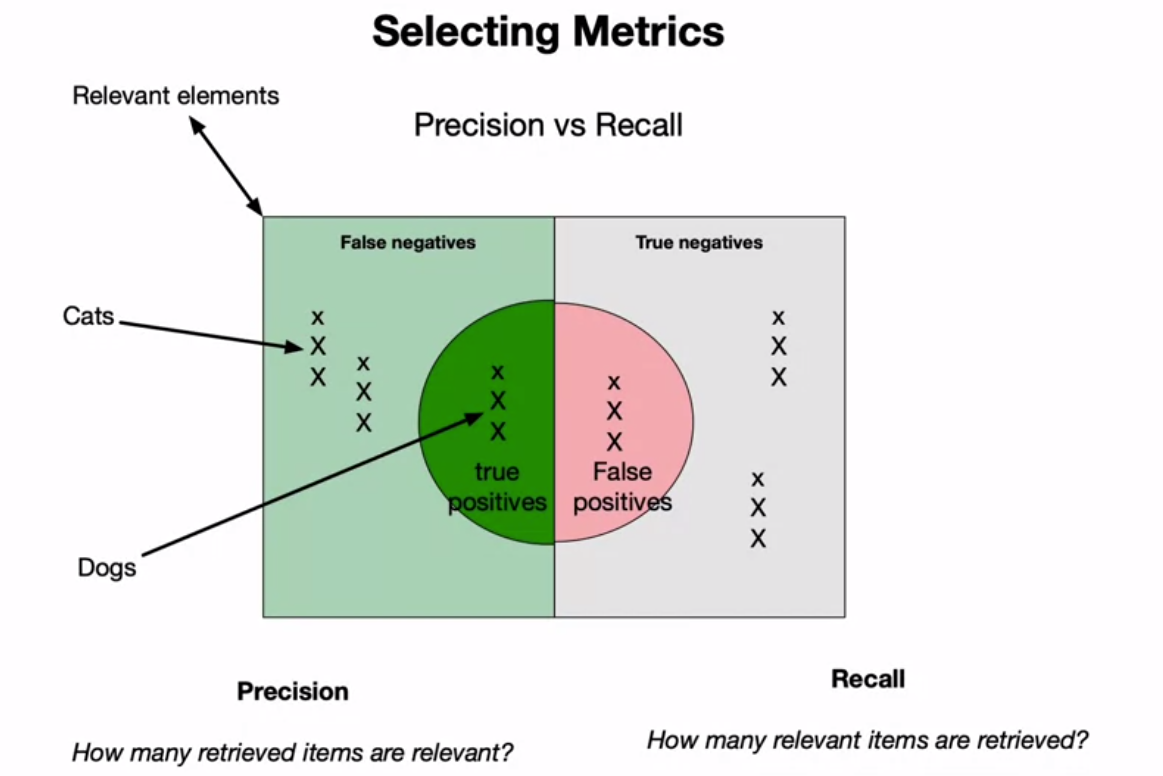 Selecting Metrics
Relevant elements
Precision vs Recall
False negatives
True negatives
Cats
x
X
X
x
X
X
x
X
X
x
X
X
x
X
X
x
X
X
true
positives
False
positives
Dogs
Precision
Recall
How many retrieved items are relevant?
How many relevant items are retrieved?